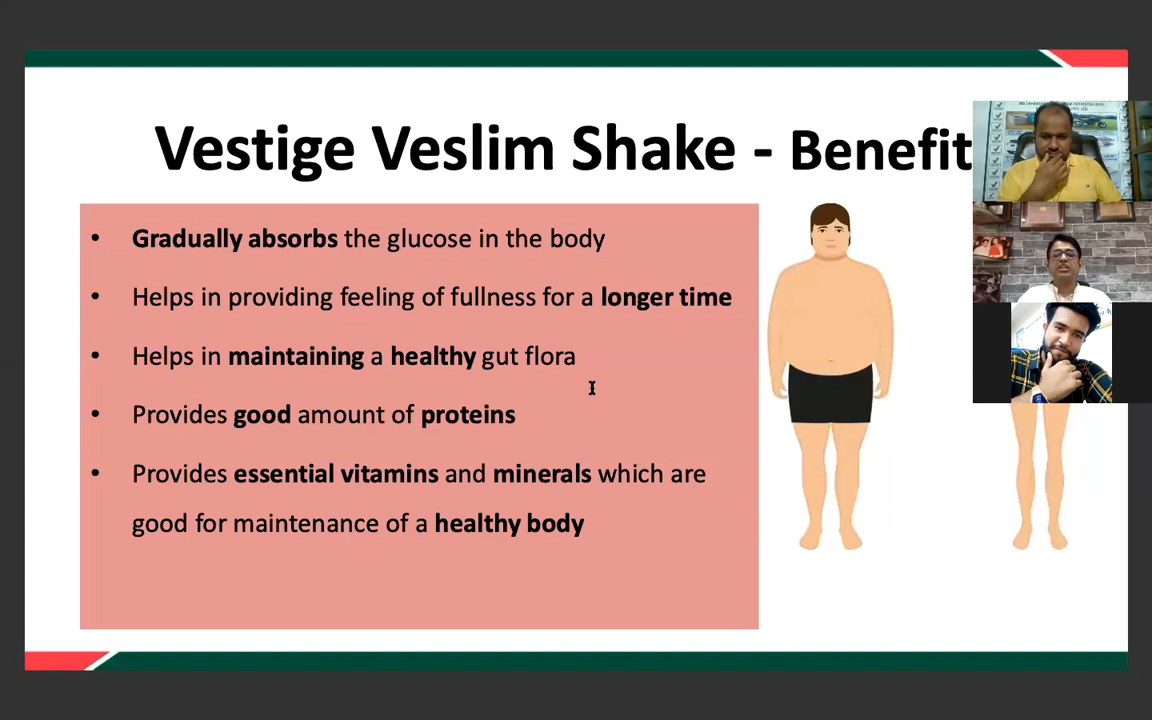 Vestige Veslim Shake - Benefit
• Gradually absorbs the glucose in the body
• Helps in providing feeling of fullness for a longer time
• Helps in maintaining a healthy gut flora
• Provides good amount of proteins
• Provides essential vitamins and minerals which are
good for maintenance of a healthy body